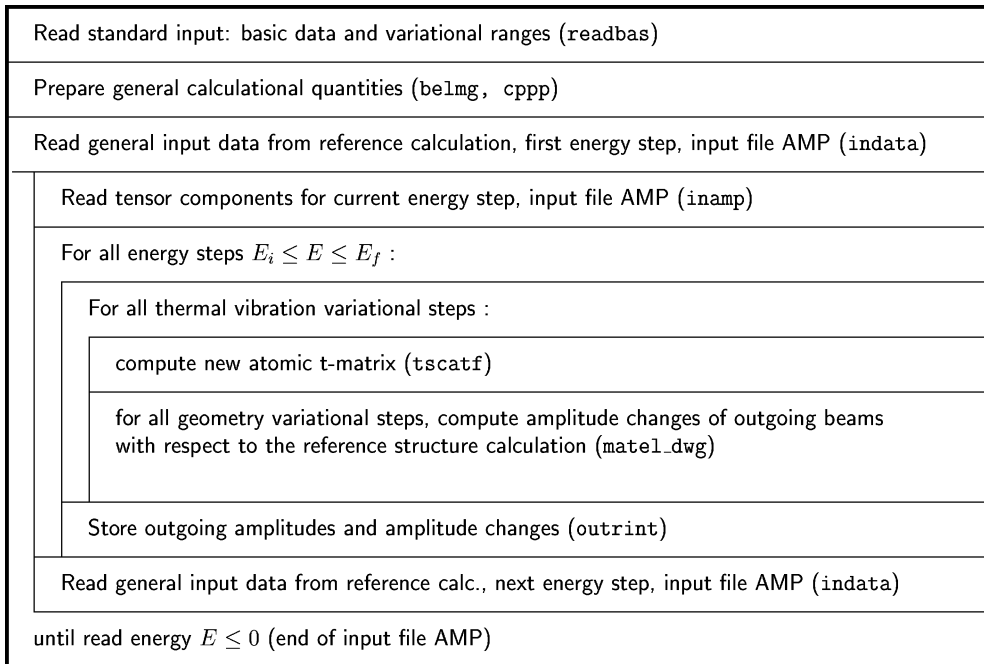 Read standard input: basic data and variational ranges (readbas)
Prepare general calculational quantities (belmg, cppp)
Read general input data from reference calculation, first energy step, input file AMP (indata)
Read tensor components for current energy step, input file AMP (inamp)
For all energy steps E_i ≤ E ≤ E_f :
For all thermal vibration variational steps :
compute new atomic t-matrix (tscatf)
for all geometry variational steps, compute amplitude changes of outgoing beams
with respect to the reference structure calculation (matel_dwg)
Store outgoing amplitudes and amplitude changes (outrint)
Read general input data from reference calc., next energy step, input file AMP (indata)
until read energy E ≤ 0 (end of input file AMP)